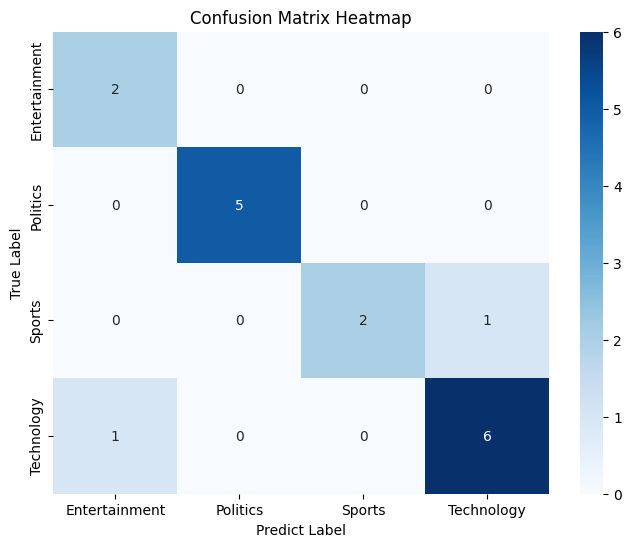 Confusion Matrix Heatmap
True Label
Entertainment
2 0 0 0
Politics
0 5 0 0
Sports
0 0 2 1
Technology
1 0 0 6
Entertainment Politics Sports Technology
Predict Label
6
5
4
3
2
1
0